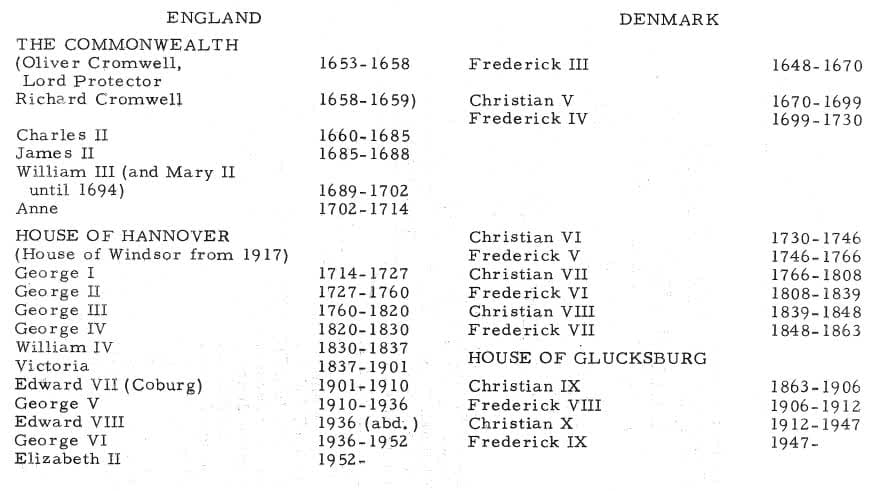 ENGLAND
THE COMMONWEALTH
(Oliver Cromwell, 1653-1658
Lord Protector
Richard Cromwell 1658-1659)
Charles II 1660-1685
James II 1685-1688
William III (and Mary II
until 1694) 1689-1702
Anne 1702-1714
HOUSE OF HANNOVER
(House of Windsor from 1917)
George I 1714-1727
George II 1727-1760
George III 1760-1820
George IV 1820-1830
William IV 1830-1837
Victoria 1837-1901
Edward VII (Coburg) 1901-1910
George V 1910-1936
Edward VIII 1936 (abd.)
George VI 1936-1952
Elizabeth II 1952-
DENMARK
Frederick III 1648-1670
Christian V 1670-1699
Frederick IV 1699-1730
Christian VI 1730-1746
Frederick V 1746-1766
Christian VII 1766-1808
Frederick VI 1808-1839
Christian VIII 1839-1848
Frederick VII 1848-1863
HOUSE OF GLUCKSBURG
Christian IX 1863-1906
Frederick VIII 1906-1912
Christian X 1912-1947
Frederick IX 1947-